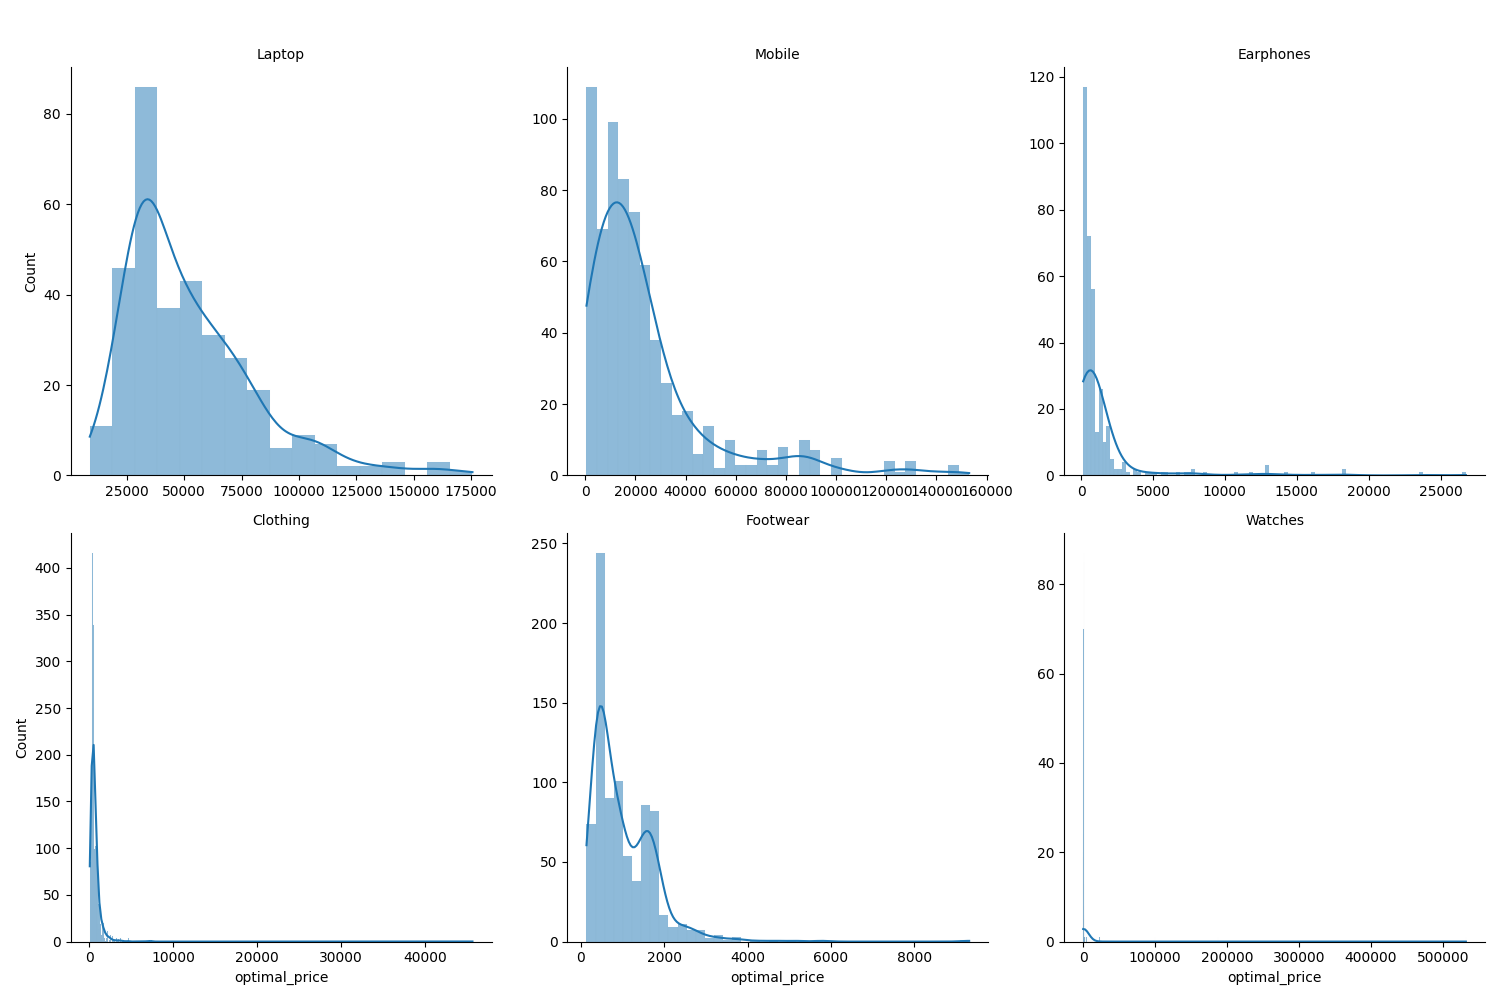 Laptop
Mobile
Earphones
Count
80
60
40
20
0
25000 50000 75000 100000 125000 150000 175000
100
80
60
40
20
0
0 20000 40000 60000 80000 100000 120000 140000 160000
120
100
80
60
40
20
0
0 5000 10000 15000 20000 25000
Clothing
Footwear
Watches
Count
400
350
300
250
200
150
100
50
0
0 10000 20000 30000 40000
optimal_price
250
200
150
100
50
0
0 2000 4000 6000 8000
optimal_price
80
60
40
20
0
0 100000 200000 300000 400000 500000
optimal_price